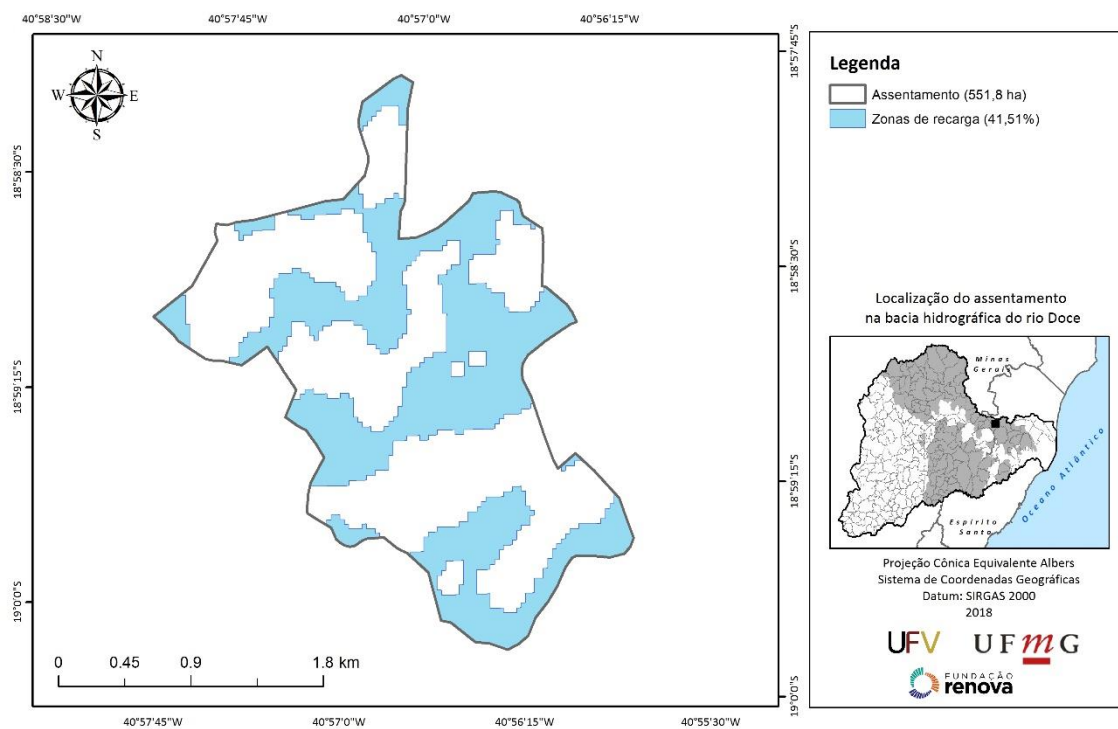 40°58'30"W 40°57'45"W 40°57'0"W 40°56'15"W
N
W E
S
18°58'30"S
18°59'15"S
19°0'0"S
18°57'45"S
18°58'30"S
18°59'15"S
19°0'0"S
0 0.45 0.9 1.8 km
40°57'45"W 40°57'0"W 40°56'15"W 40°55'30"W
Legenda
Assentamento (551,8 ha)
Zonas de recarga (41,51%)
Localização do assentamento
na bacia hidrográfica do rio Doce
Minas
Gerais
Oceano Atlântico
Espírito
Santo
Projeção Cônica Equivalente Albers
Sistema de Coordenadas Geográficas
Datum: SIRGAS 2000
2018
UFV UFmG
FUNDAÇÃO
renova